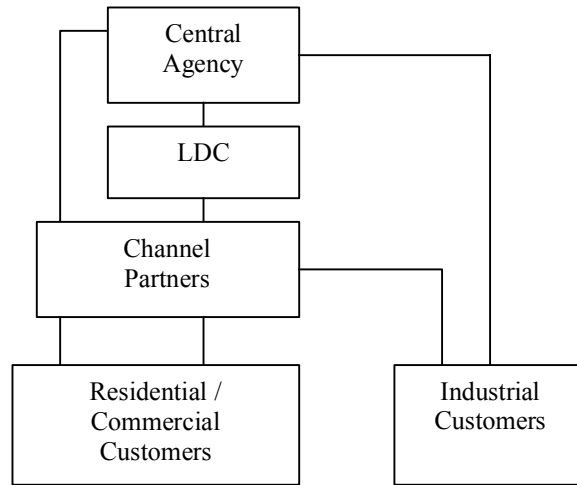 Central
Agency
LDC
Channel
Partners
Residential /
Commercial
Customers
Industrial
Customers